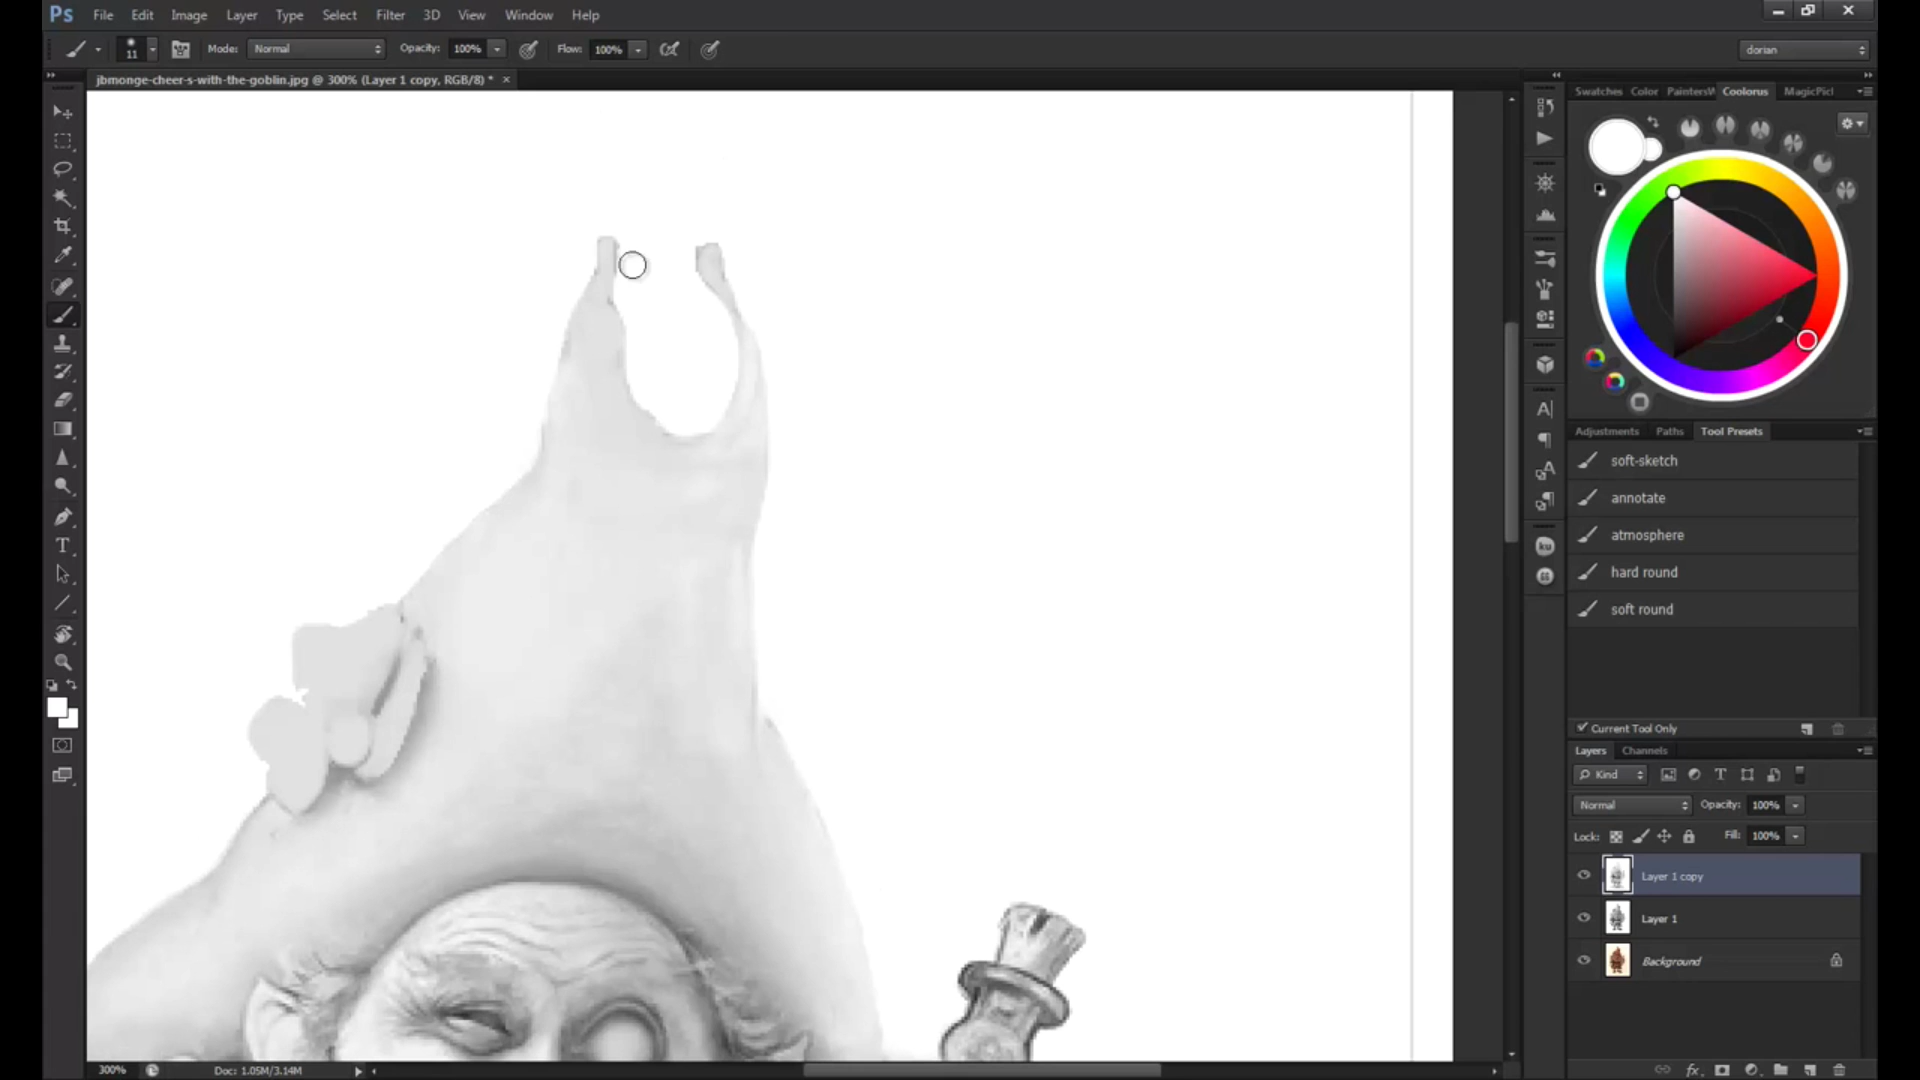 Ps File Edit Image Layer Type Select Filter 3D View Window Help
11 Mode: Normal Opacity: 100% Flow: 100% dorian
jbmonge-cheer-s-with-the-goblin.jpg @ 300% (Layer 1 copy, RGB/8) * ×
Swatches Color PaintersW Coolorus MagicPicl
Adjustments Paths Tool Presets
soft-sketch
annotate
atmosphere
hard round
soft round
Current Tool Only
Layers Channels
Kind
Normal Opacity: 100%
Lock: Fill: 100%
Layer 1 copy
Layer 1
Background
300% Doc: 1.05M/3.14M